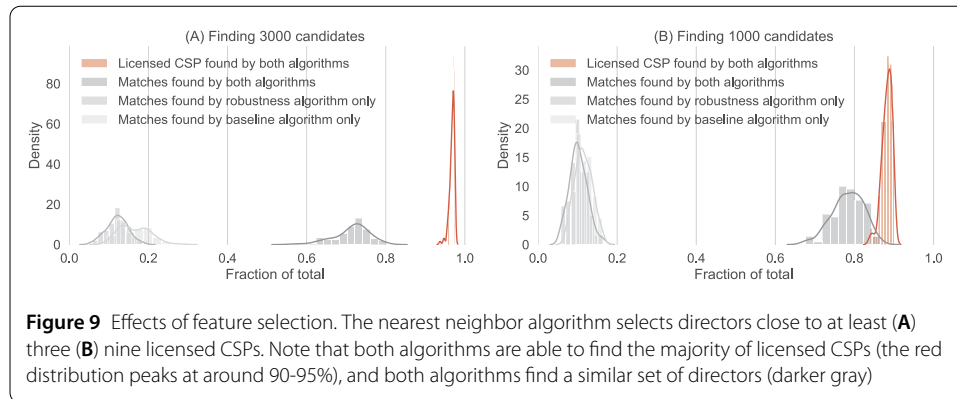 (A) Finding 3000 candidates
Licensed CSP found by both algorithms
Matches found by both algorithms
Matches found by robustness algorithm only
Matches found by baseline algorithm only
Density
80
60
40
20
0
0.0 0.2 0.4 0.6 0.8 1.0
Fraction of total
(B) Finding 1000 candidates
Licensed CSP found by both algorithms
Matches found by both algorithms
Matches found by robustness algorithm only
Matches found by baseline algorithm only
Density
30
25
20
15
10
5
0
0.0 0.2 0.4 0.6 0.8 1.0
Fraction of total
Figure 9 Effects of feature selection. The nearest neighbor algorithm selects directors close to at least (A)
three (B) nine licensed CSPs. Note that both algorithms are able to find the majority of licensed CSPs (the red
distribution peaks at around 90-95%), and both algorithms find a similar set of directors (darker gray)